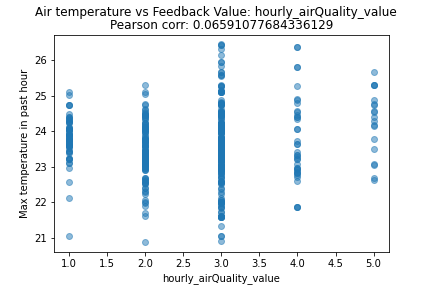 Air temperature vs Feedback Value: hourly_airQuality_value
Pearson corr: 0.06591077684336129
Max temperature in past hour
26
25
24
23
22
21
1.0 1.5 2.0 2.5 3.0 3.5 4.0 4.5 5.0
hourly_airQuality_value